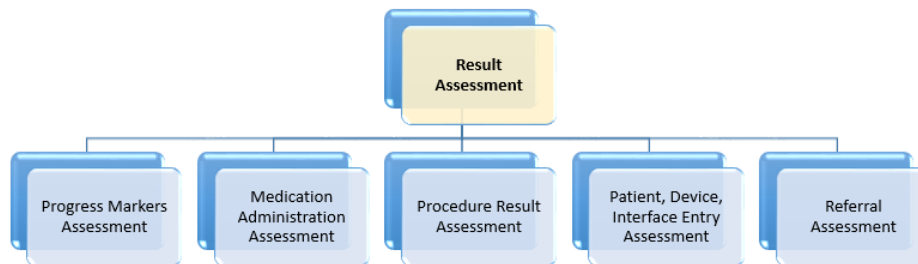 Result
Assessment
Progress Markers
Assessment
Medication
Administration
Assessment
Procedure Result
Assessment
Patient, Device,
Interface Entry
Assessment
Referral
Assessment